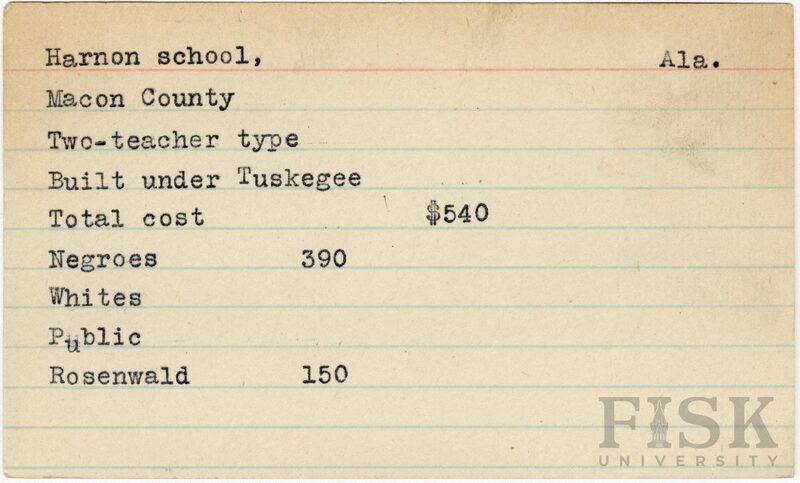 Harnon school, Ala.
Macon County
Two-teacher type
Built under Tuskegee
Total cost $540
Negroes 390
Whites
Public
Rosenwald 150
FISK
UNIVERSITY